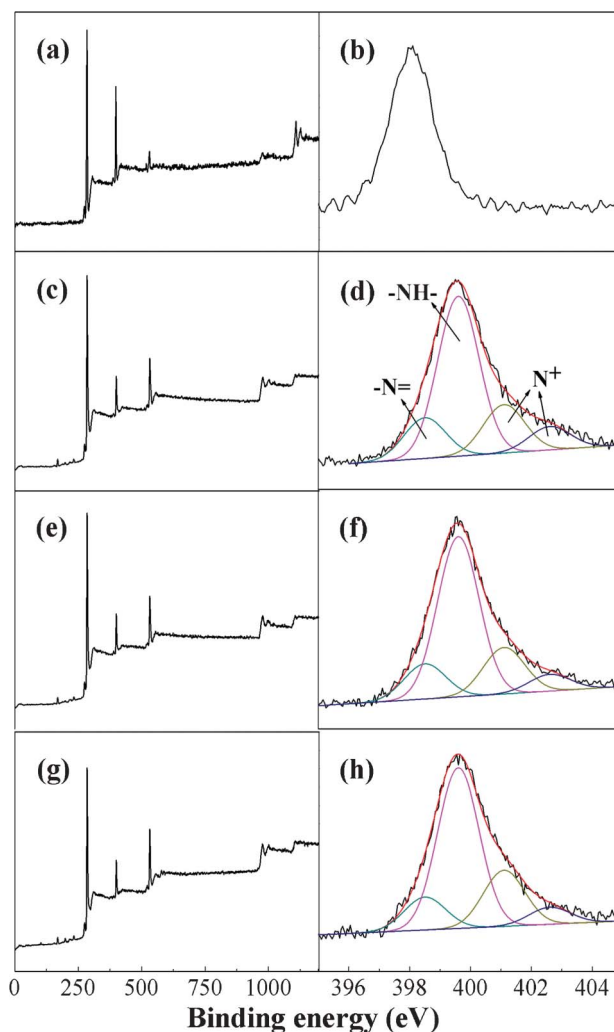 (a) (b)
(c) (d)
-NH-
-N=
N+
(e) (f)
(g) (h)
0 250 500 750 1000 396 398 400 402 404
Binding energy (eV)